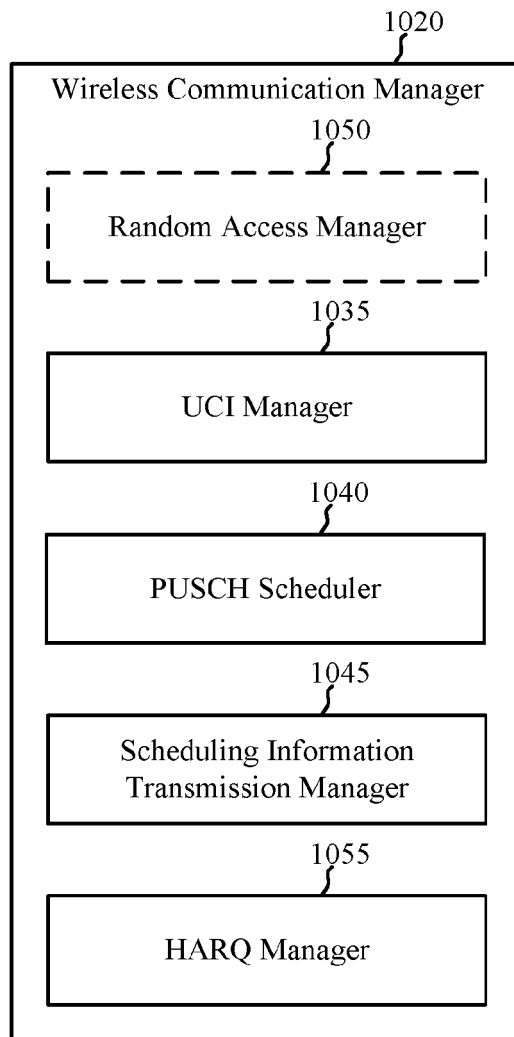 1020
Wireless Communication Manager
1050
Random Access Manager
1035
UCI Manager
1040
PUSCH Scheduler
1045
Scheduling Information
Transmission Manager
1055
HARQ Manager